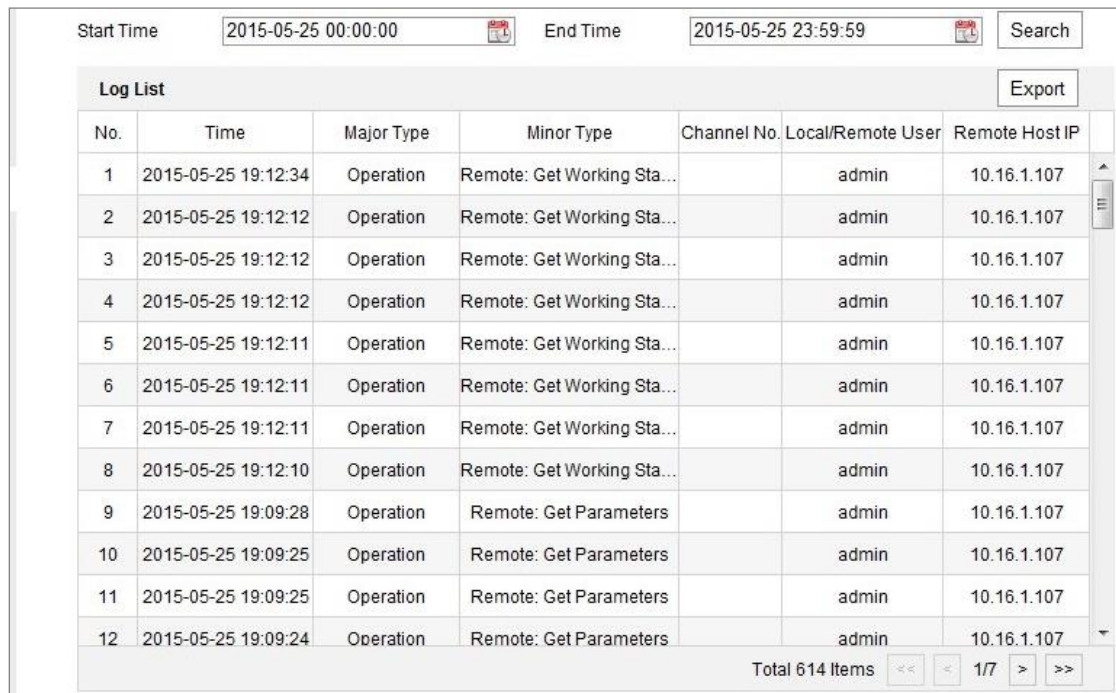 Start Time 2015-05-25 00:00:00 End Time 2015-05-25 23:59:59 Search
Log List Export
No. Time Major Type Minor Type Channel No. Local/Remote User Remote Host IP
1 2015-05-25 19:12:34 Operation Remote: Get Working Sta... admin 10.16.1.107
2 2015-05-25 19:12:12 Operation Remote: Get Working Sta... admin 10.16.1.107
3 2015-05-25 19:12:12 Operation Remote: Get Working Sta... admin 10.16.1.107
4 2015-05-25 19:12:12 Operation Remote: Get Working Sta... admin 10.16.1.107
5 2015-05-25 19:12:11 Operation Remote: Get Working Sta... admin 10.16.1.107
6 2015-05-25 19:12:11 Operation Remote: Get Working Sta... admin 10.16.1.107
7 2015-05-25 19:12:11 Operation Remote: Get Working Sta... admin 10.16.1.107
8 2015-05-25 19:12:10 Operation Remote: Get Working Sta... admin 10.16.1.107
9 2015-05-25 19:09:28 Operation Remote: Get Parameters admin 10.16.1.107
10 2015-05-25 19:09:25 Operation Remote: Get Parameters admin 10.16.1.107
11 2015-05-25 19:09:25 Operation Remote: Get Parameters admin 10.16.1.107
12 2015-05-25 19:09:24 Operation Remote: Get Parameters admin 10.16.1.107
Total 614 Items << < 1/7 > >>